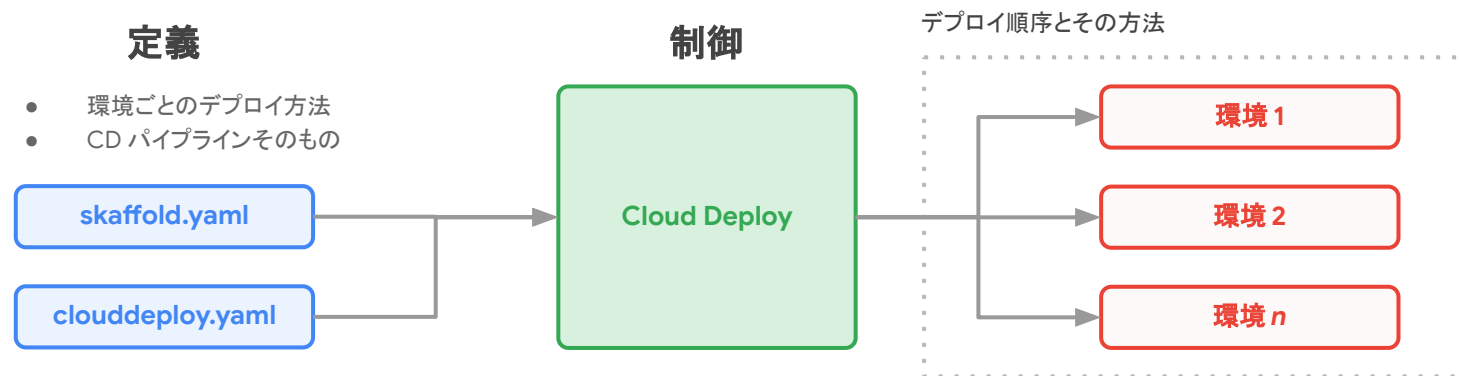 定義
制御
デプロイ順序とその方法
● 環境ごとのデプロイ方法
● CD パイプラインそのもの
skaffold.yaml
clouddeploy.yaml
Cloud Deploy
環境 1
環境 2
環境 n